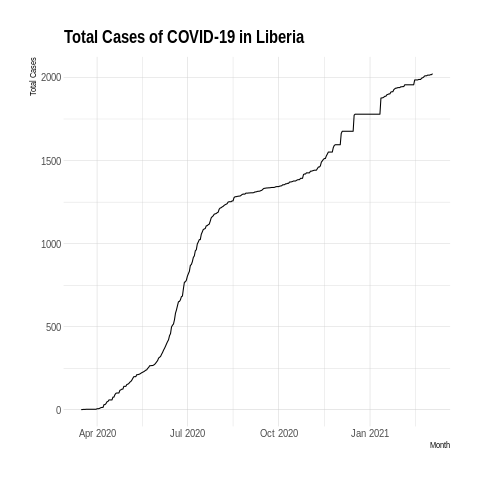 Total Cases of COVID-19 in Liberia
Total Cases
2000
1500
1000
500
0
Apr 2020 Jul 2020 Oct 2020 Jan 2021
Month